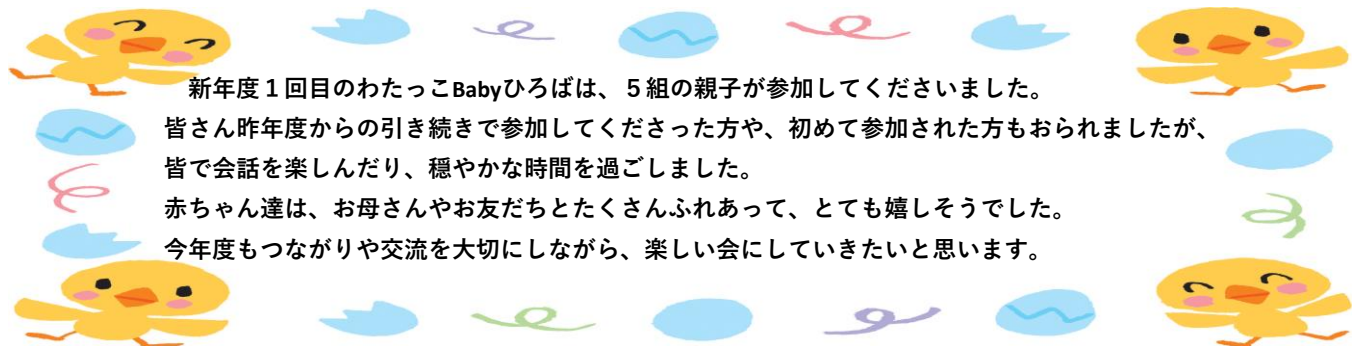 新年度１回目のわたっこBabyひろばは、５組の親子が参加してくださいました。
皆さん昨年度からの引き続きで参加してくださった方や、初めて参加された方もおられましたが、
皆で会話を楽しんだり、穏やかな時間を過ごしました。
赤ちゃん達は、お母さんやお友だちとたくさんふれあって、とても嬉しそうでした。
今年度もつながりや交流を大切にしながら、楽しい会にしていきたいと思います。